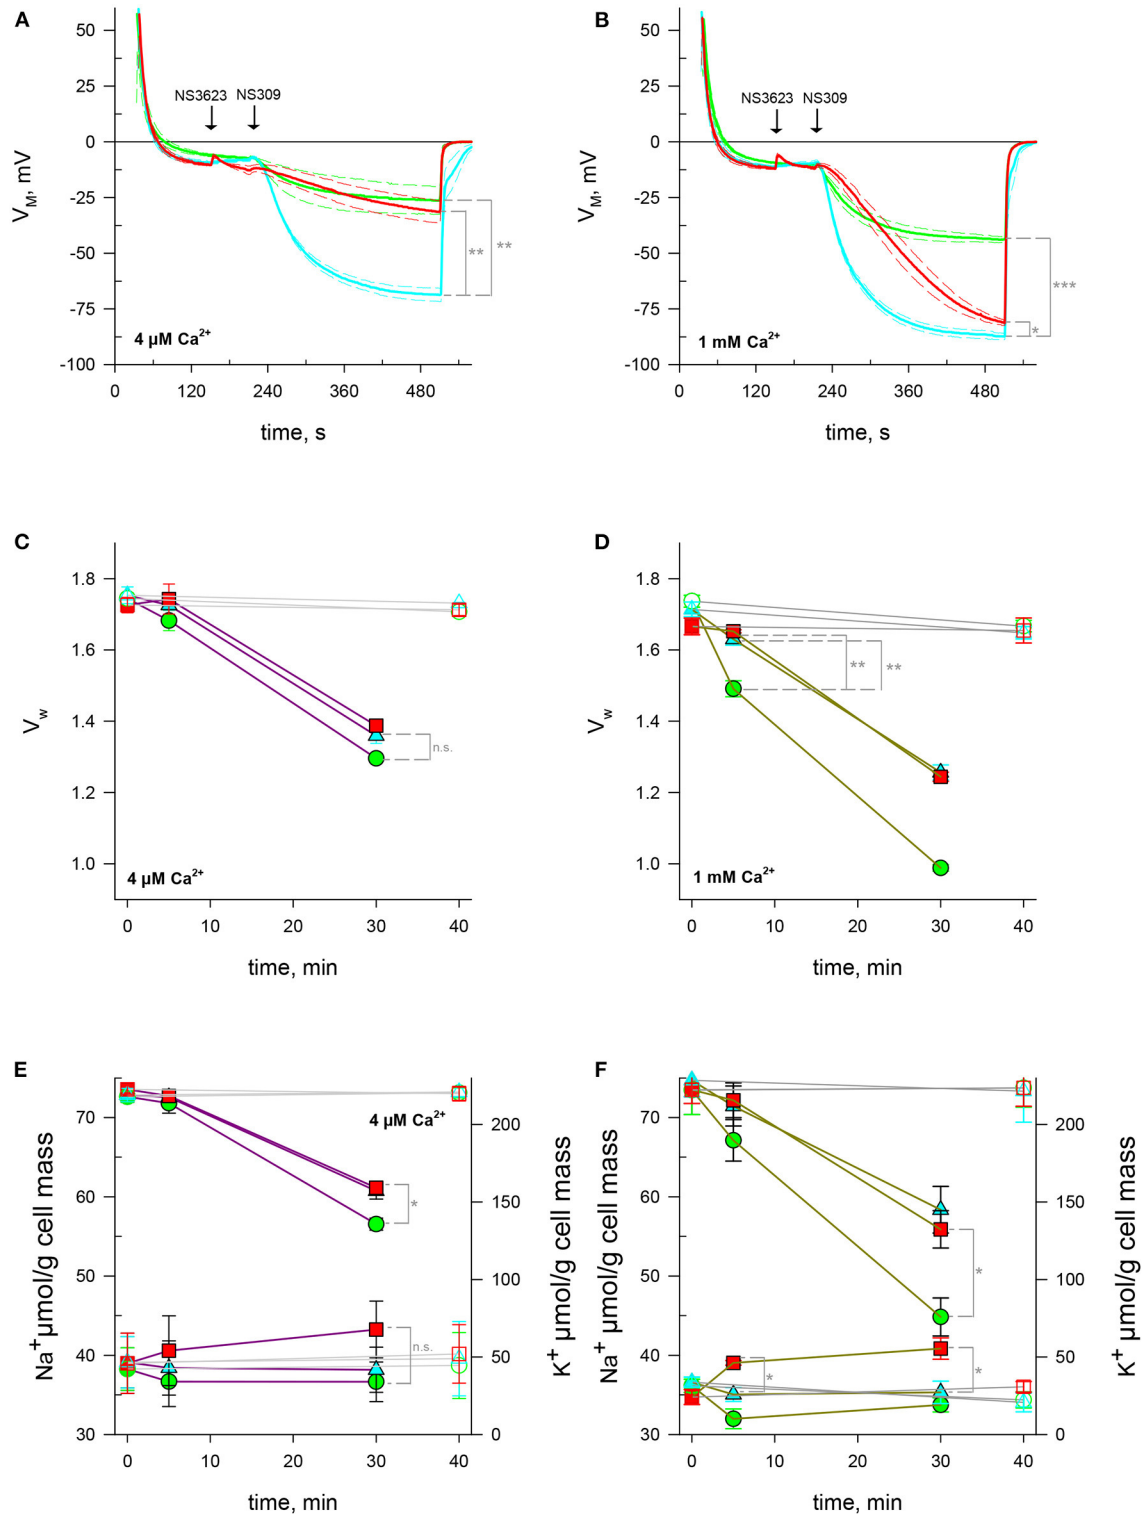 A
50
25
0
-25
-50
-75
-100
V_M, mV
NS3623
NS309
**
**
4 µM Ca²⁺
0
120
240
360
480
time, s
B
50
25
0
-25
-50
-75
-100
V_M, mV
NS3623
NS309
***
*
1 mM Ca²⁺
0
120
240
360
480
time, s
C
1.8
1.6
1.4
1.2
1.0
V_w
n.s.
4 µM Ca²⁺
0
10
20
30
40
time, min
D
1.8
1.6
1.4
1.2
1.0
V_w
**
**
1 mM Ca²⁺
0
10
20
30
40
time, min
E
70
60
50
40
30
Na⁺ µmol/g cell mass
4 µM Ca²⁺
*
n.s.
200
150
100
50
0
K⁺ µmol/g cell mass
0
10
20
30
40
time, min
F
70
60
50
40
30
Na⁺ µmol/g cell mass
*
*
*
200
150
100
50
0
K⁺ µmol/g cell mass
0
10
20
30
40
time, min